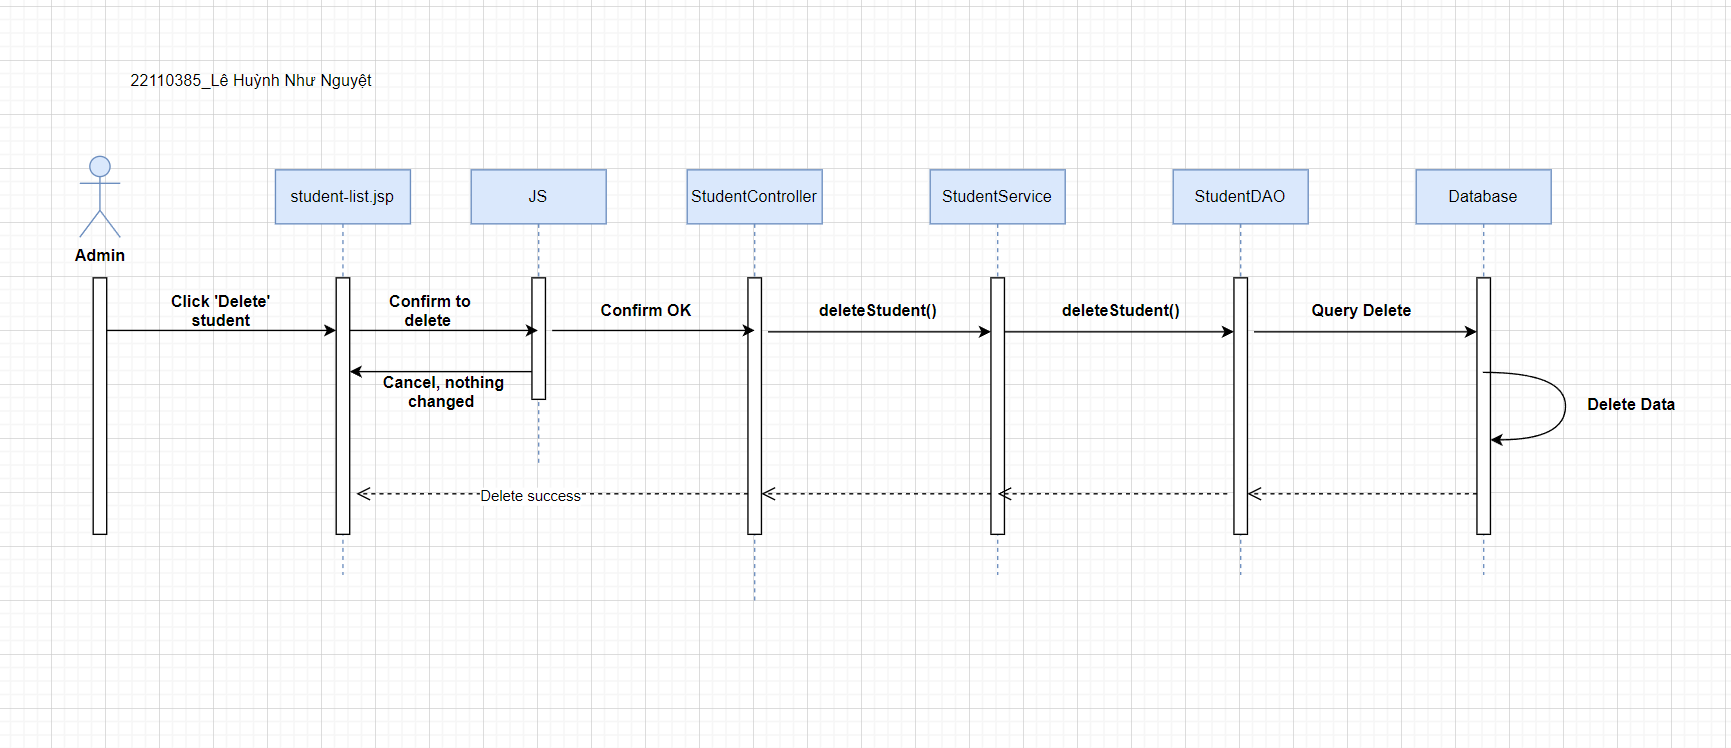 22110385_Lê Huỳnh Như Nguyệt
student-list.jsp
JS
StudentController
StudentService
StudentDAO
Database
Admin
Click 'Delete'
student
Confirm to
delete
Confirm OK
deleteStudent()
deleteStudent()
Query Delete
Cancel, nothing
changed
Delete Data
Delete success